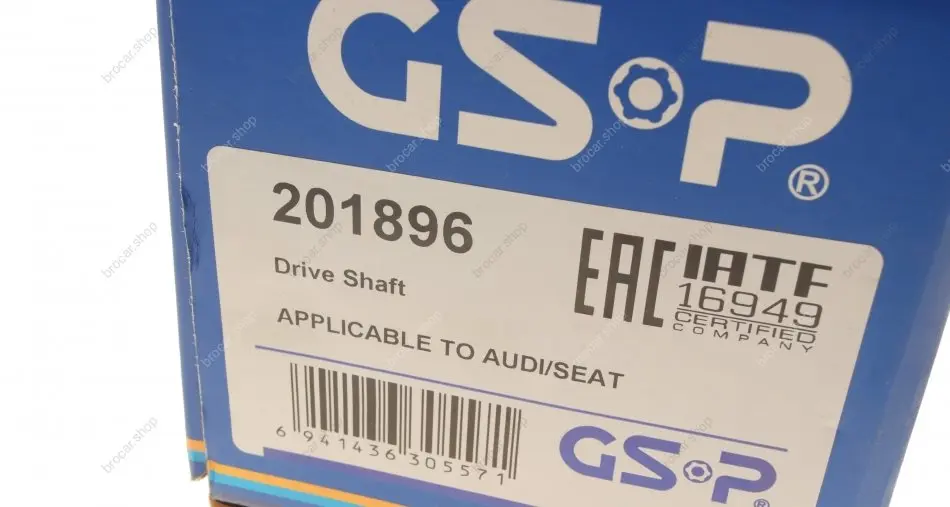 GSP®
201896
Drive Shaft
APPLICABLE TO AUDI/SEAT
EAC
IATF
16949
CERTIFIED
COMPANY
6 941436 305571
GSP®
brocar.shop